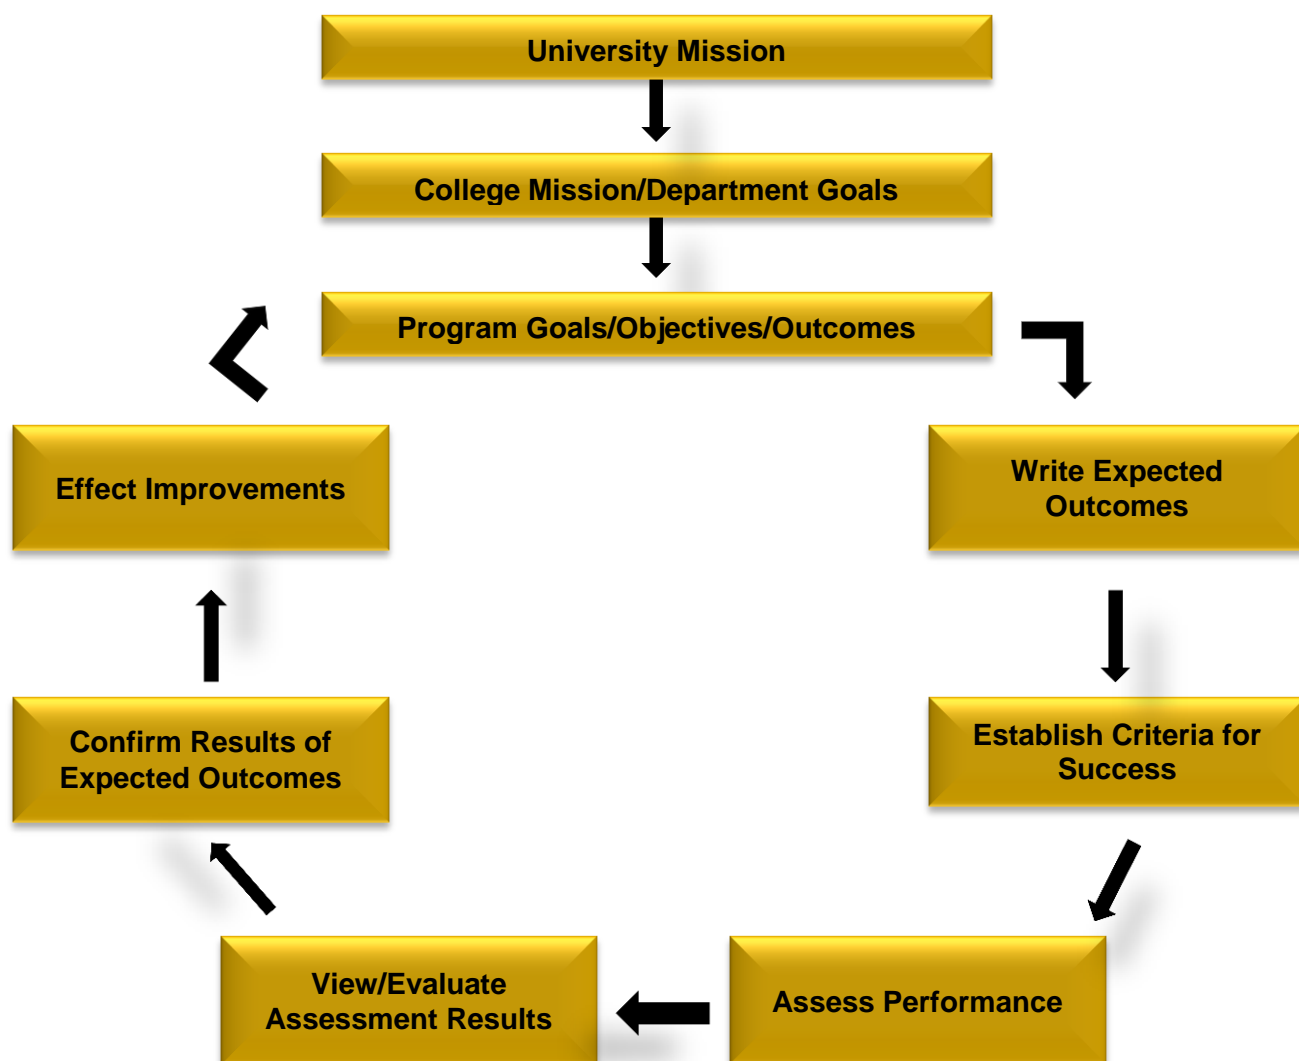 University Mission
College Mission/Department Goals
Program Goals/Objectives/Outcomes
Effect Improvements
Write Expected
Outcomes
Confirm Results of
Expected Outcomes
Establish Criteria for
Success
View/Evaluate
Assessment Results
Assess Performance